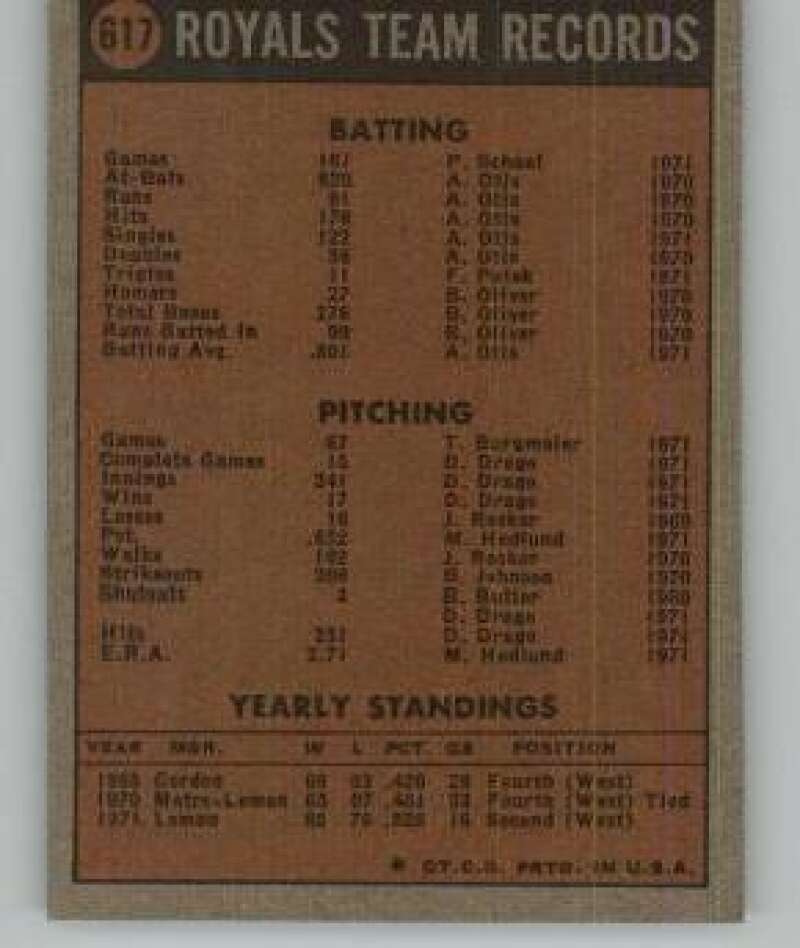 617 ROYALS TEAM RECORDS
BATTING
Games 161 P. Schaal 1971
At-Bats 620 A. Otis 1970
Runs 91 A. Otis 1970
Hits 176 A. Otis 1970
Singles 122 A. Otis 1971
Doubles 36 A. Otis 1970
Triples 11 F. Patek 1971
Homers 27 B. Oliver 1970
Total Bases 276 B. Oliver 1970
Runs Batted In 99 B. Oliver 1970
Batting Avg. .301 A. Otis 1971
PITCHING
Games 67 T. Burgmeier 1971
Complete Games 15 D. Drago 1971
Innings 241 D. Drago 1971
Wins 17 D. Drago 1971
Losses J. Rooker 1969
Pct. .652 M. Hedlund 1971
Walks 102 J. Rooker 1970
Strikeouts 206 B. Johnson 1970
Shutouts 4 B. Butler 1969
D. Drago 1971
Hits 251 D. Drago 1971
E.R.A. 2.71 M. Hedlund 1971
YEARLY STANDINGS
YEAR MGR. W L PCT. GB POSITION
1969 Gordon 69 93 .426 28 Fourth (West)
1970 Metro-Lemon 65 97 .401 33 Fourth (West) Tied
1971 Lemon 85 76 .528 16 Second (West)
© T.C.G. PRTD. IN U.S.A.